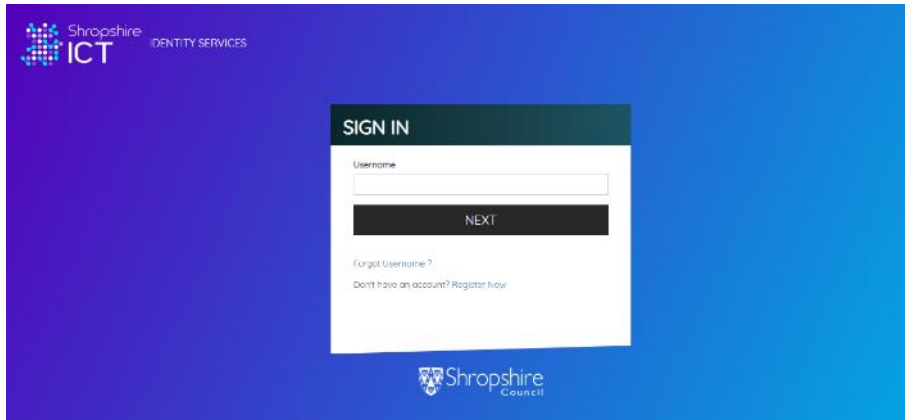 Shropshire
ICT
IDENTITY SERVICES
SIGN IN
Username
NEXT
Forgot Username ?
Don't have an account? Register Now
Shropshire
Council